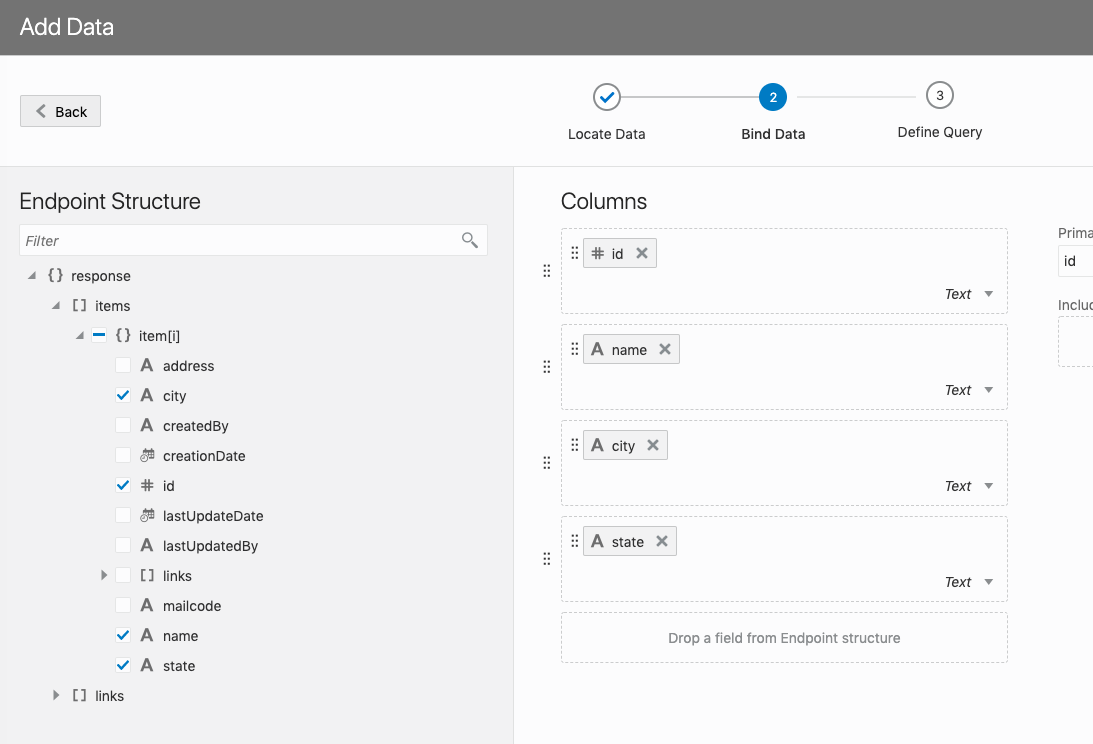 Add Data
Back
2
3
Locate Data
Bind Data
Define Query
Endpoint Structure
Filter
{} response
[] items
{} item[i]
A address
A city
A createdBy
creationDate
# id
lastUpdateDate
A lastUpdatedBy
[] links
A mailcode
A name
A state
[] links
Columns
# id
Text
A name
Text
A city
Text
A state
Text
Drop a field from Endpoint structure
Prima
id
Includ